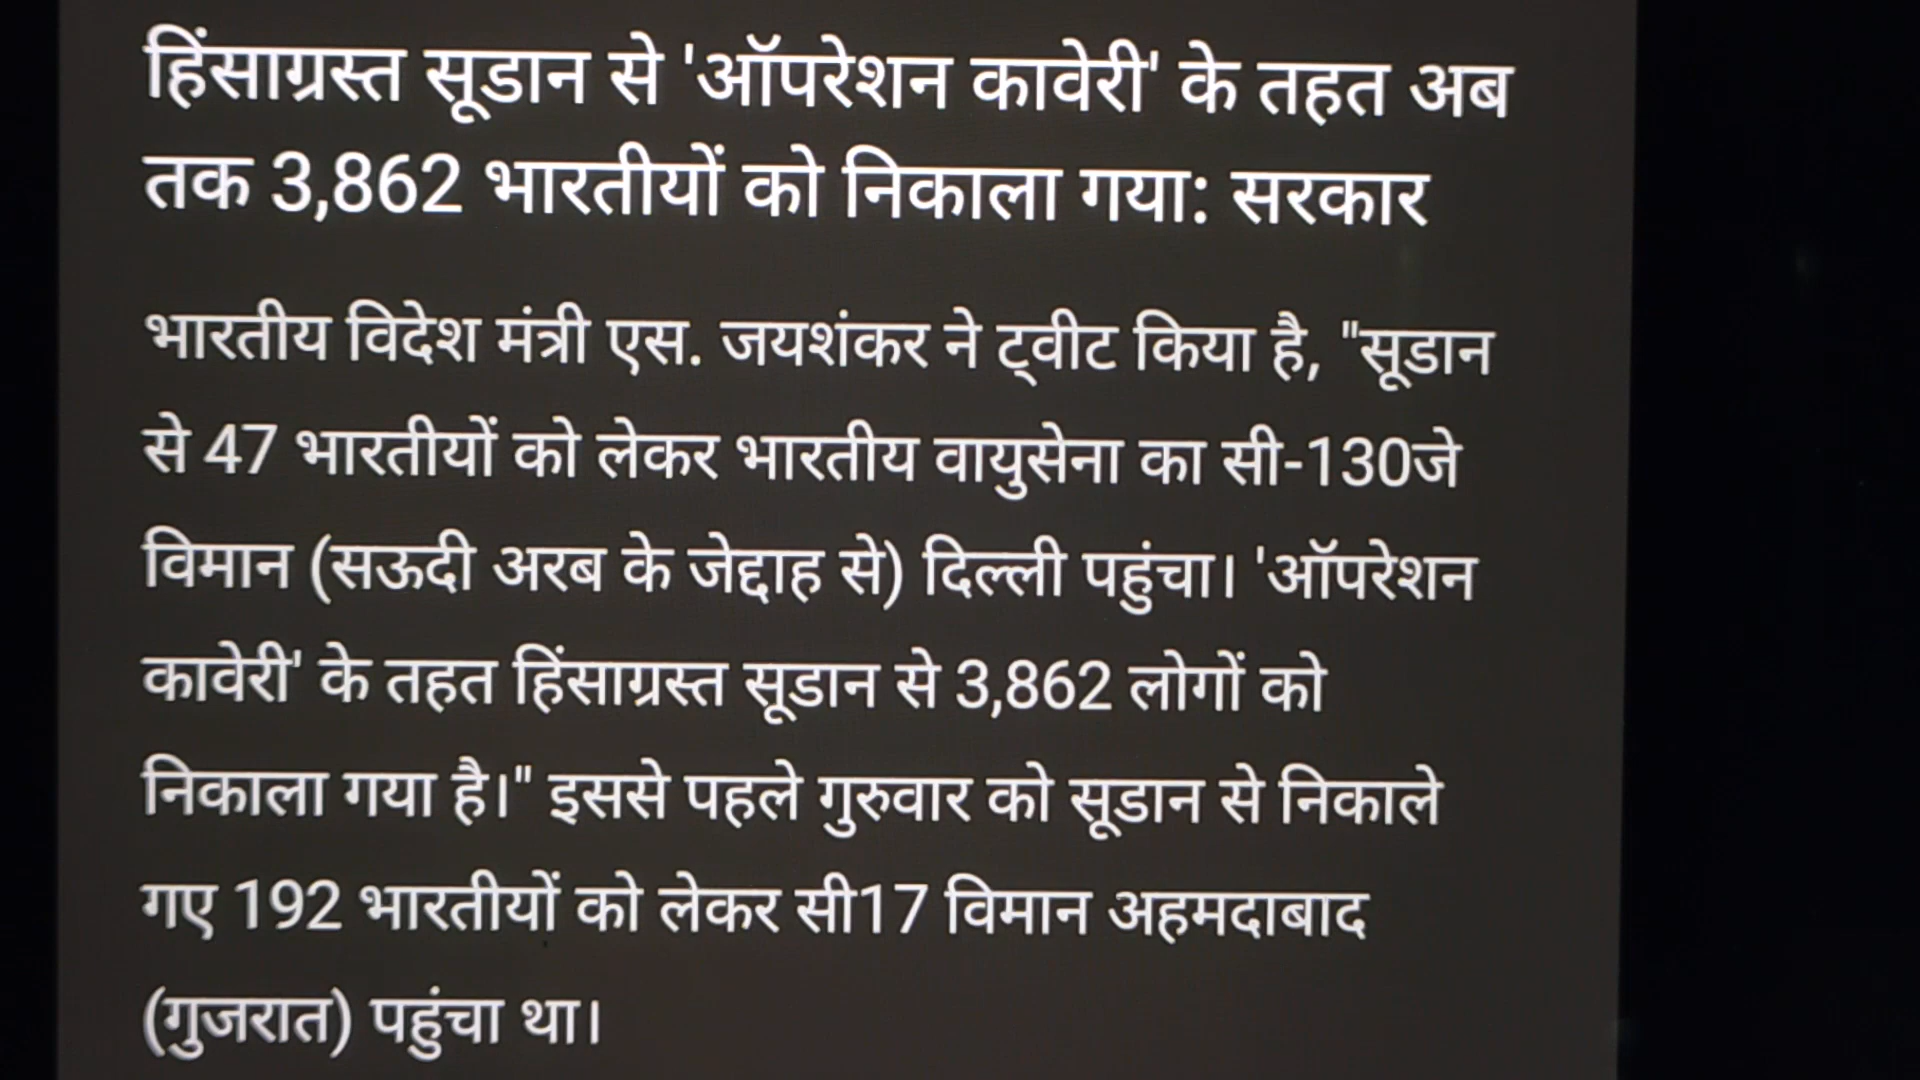 हिंसाग्रस्त सूडान से 'ऑपरेशन कावेरी' के तहत अब
तक 3,862 भारतीयों को निकाला गया: सरकार
भारतीय विदेश मंत्री एस. जयशंकर ने ट्वीट किया है, "सूडान
से 47 भारतीयों को लेकर भारतीय वायुसेना का सी-130जे
विमान (सऊदी अरब के जेद्दाह से) दिल्ली पहुंचा। 'ऑपरेशन
कावेरी' के तहत हिंसाग्रस्त सूडान से 3,862 लोगों को
निकाला गया है।" इससे पहले गुरुवार को सूडान से निकाले
गए 192 भारतीयों को लेकर सी17 विमान अहमदाबाद
(गुजरात) पहुंचा था।